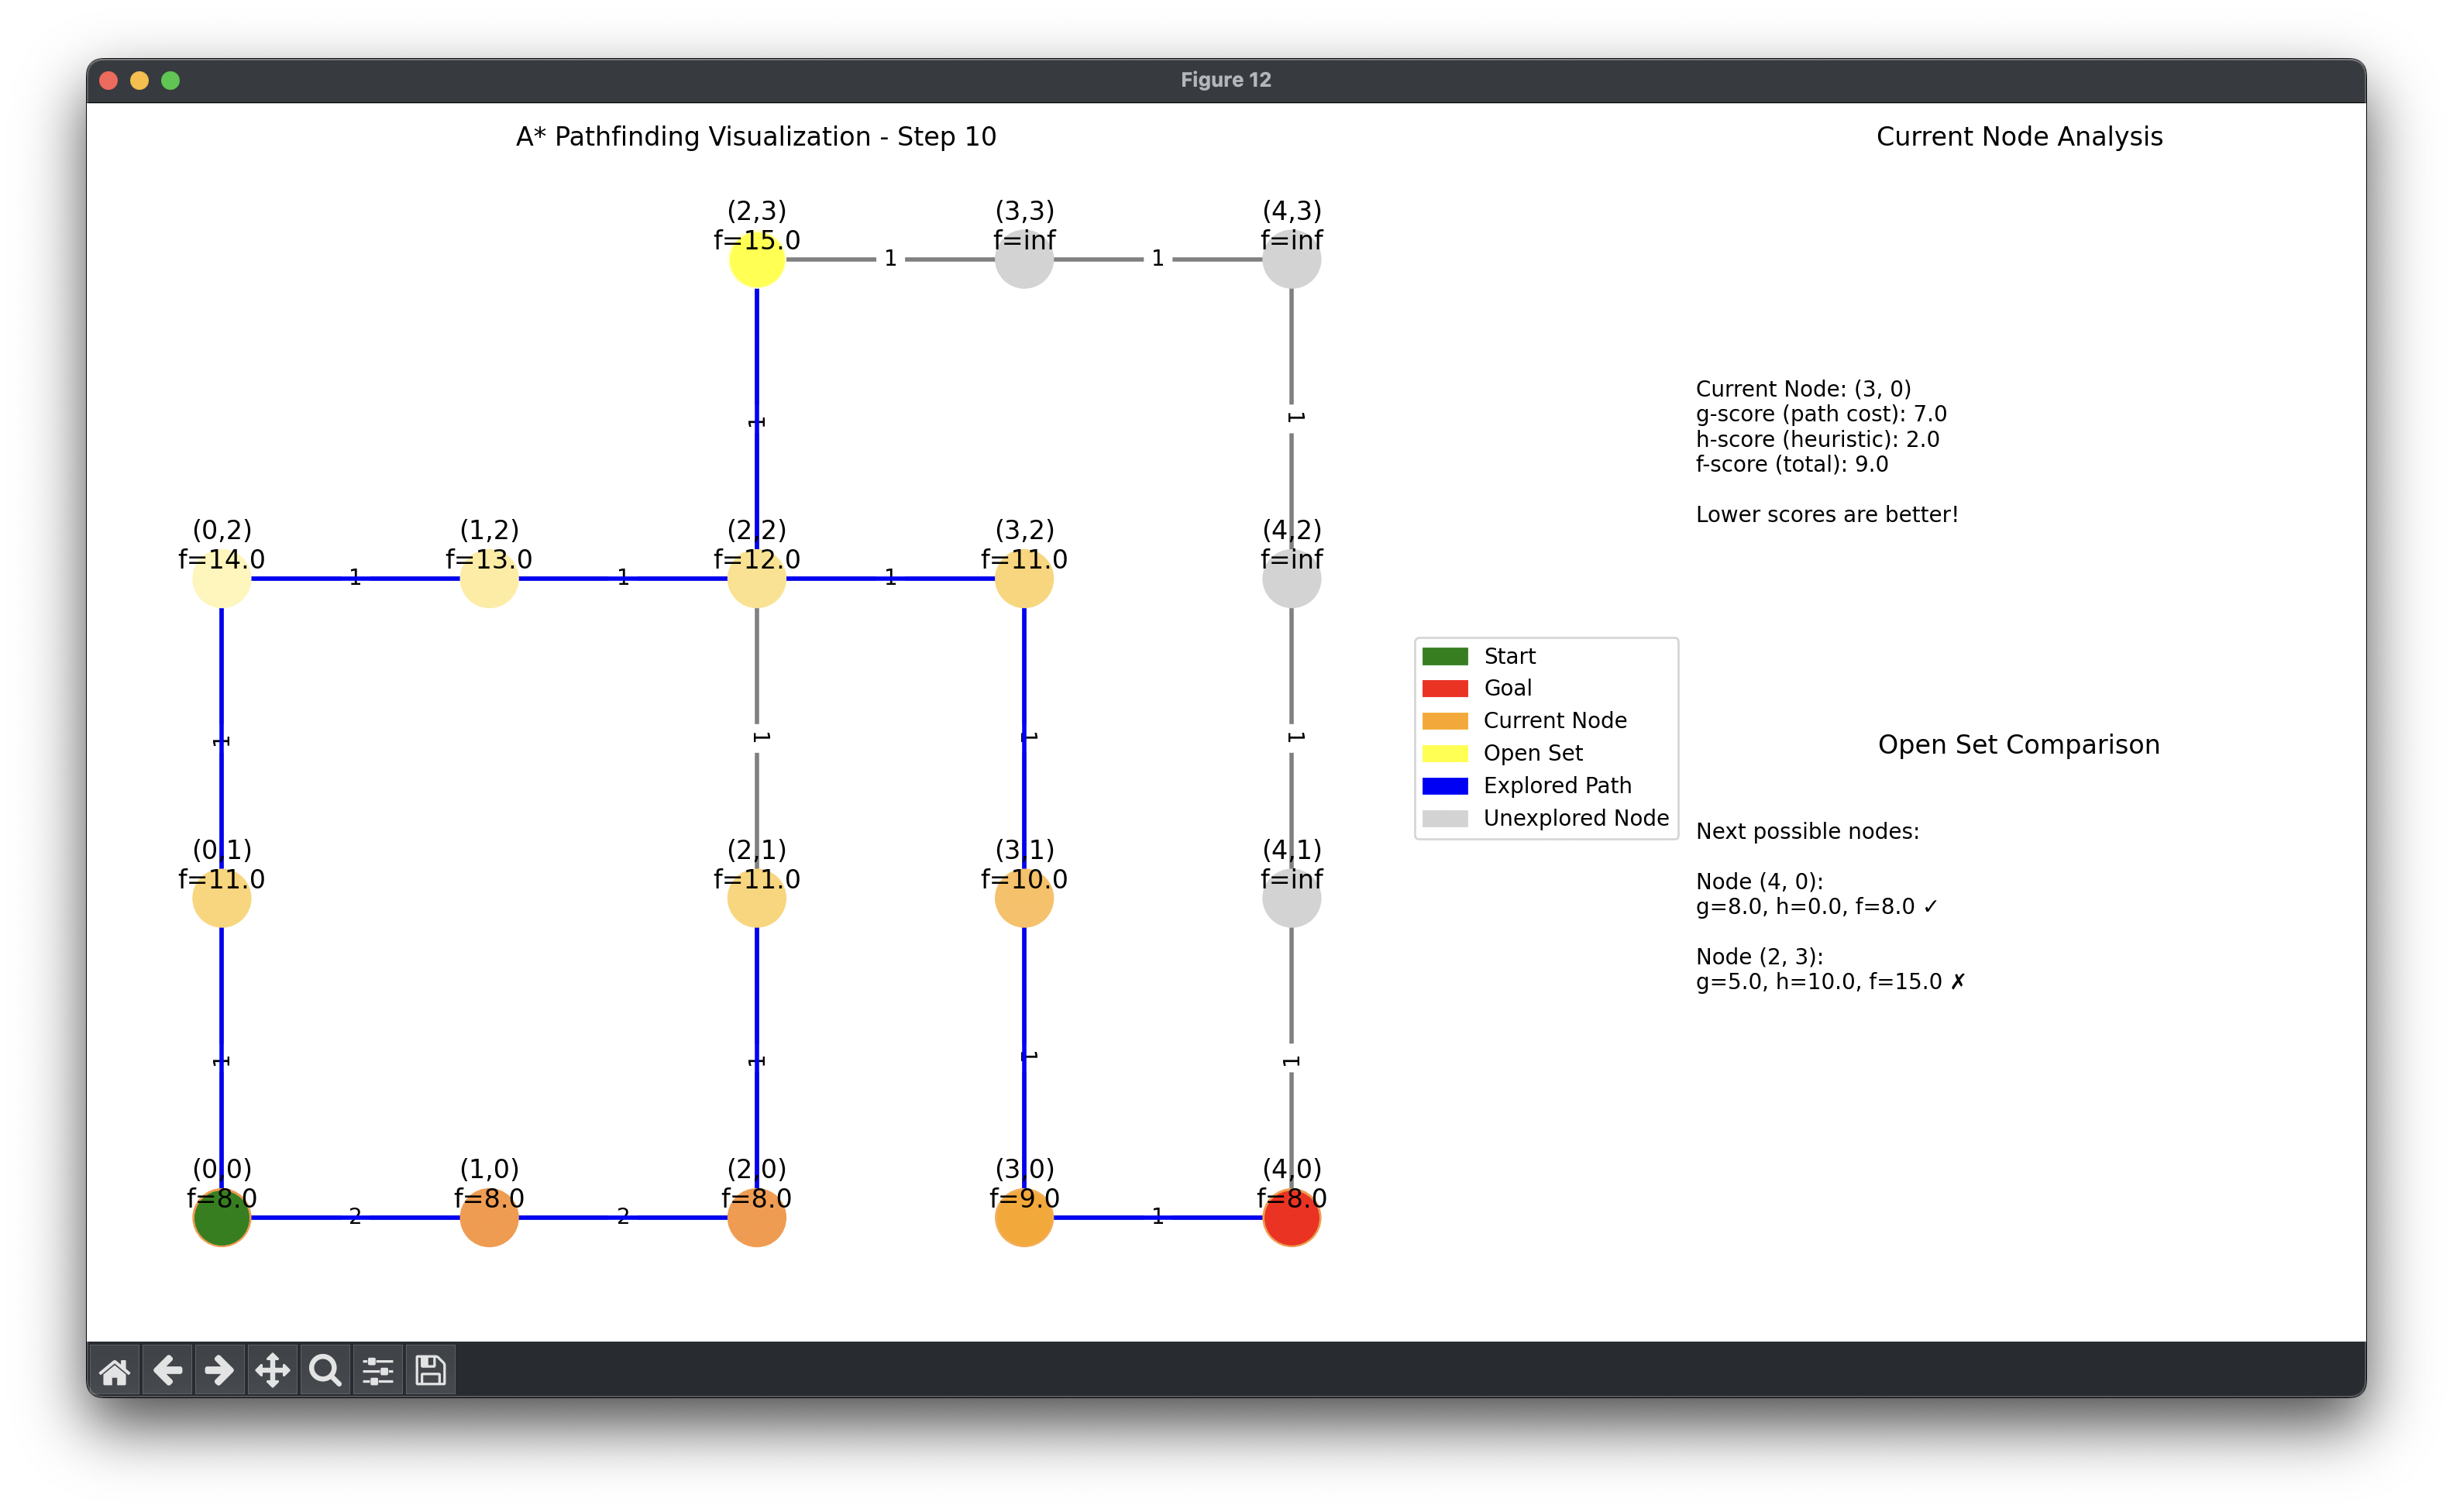 Figure 12
A* Pathfinding Visualization - Step 10
(2,3)
f=15.0
(3,3)
f=inf
(4,3)
f=inf
1
1
1
1
(0,2)
f=14.0
(1,2)
f=13.0
(2,2)
f=12.0
(3,2)
f=11.0
(4,2)
f=inf
1
1
1
1
1
1
1
(0,1)
f=11.0
(2,1)
f=11.0
(3,1)
f=10.0
(4,1)
f=inf
1
1
1
1
(0,0)
f=8.0
(1,0)
f=8.0
(2,0)
f=8.0
(3,0)
f=9.0
(4,0)
f=8.0
2
2
1
Start
Goal
Current Node
Open Set
Explored Path
Unexplored Node
Current Node Analysis
Current Node: (3, 0)
g-score (path cost): 7.0
h-score (heuristic): 2.0
f-score (total): 9.0
Lower scores are better!
Open Set Comparison
Next possible nodes:
Node (4, 0):
g=8.0, h=0.0, f=8.0 ✓
Node (2, 3):
g=5.0, h=10.0, f=15.0 ✗